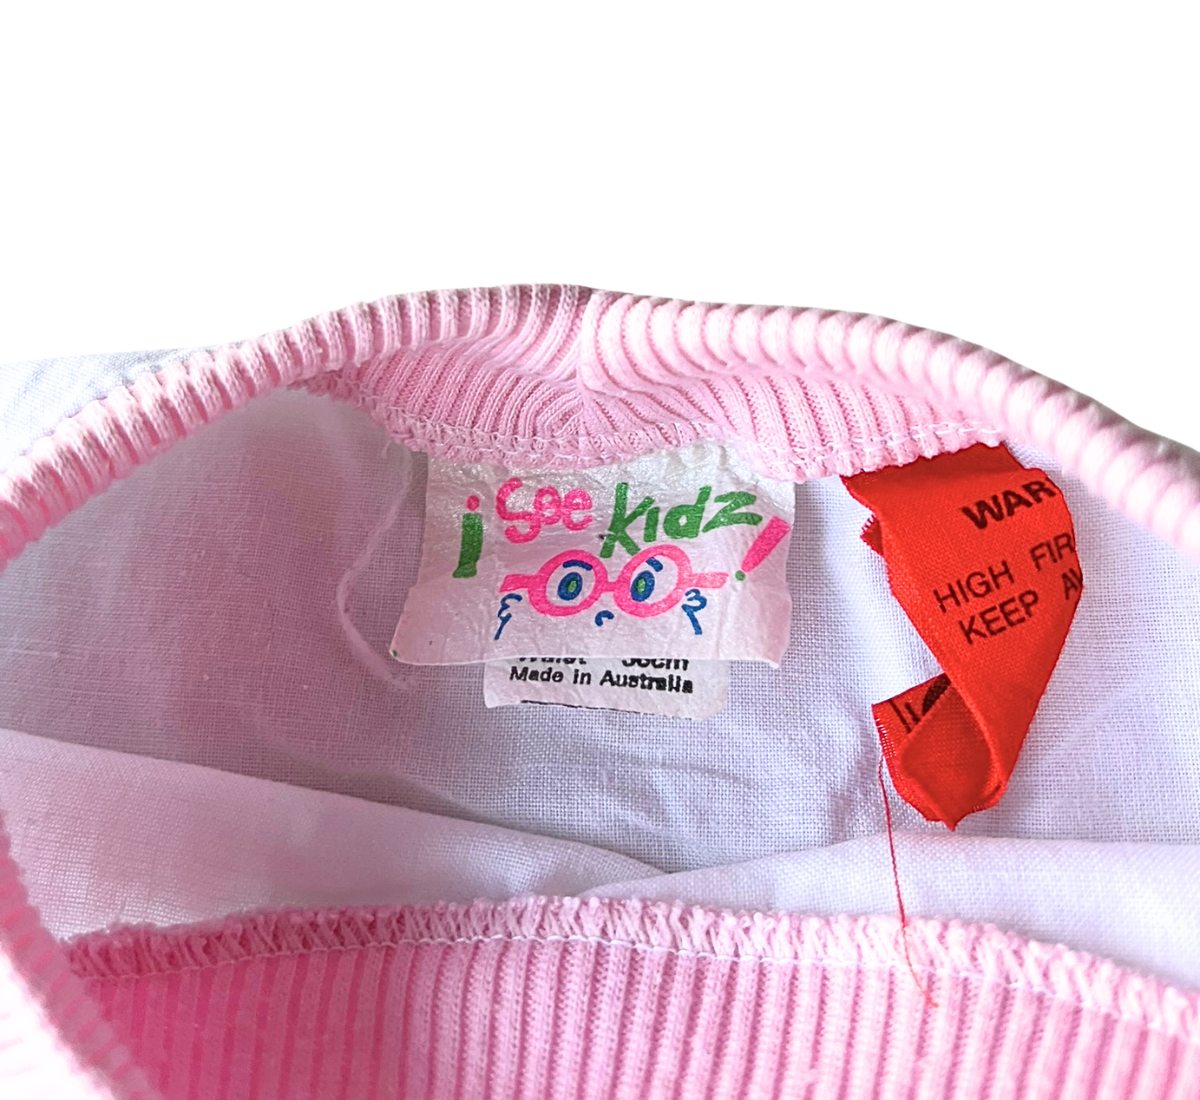 i See Kidz!
Made in Australia
WAR
HIGH FIR
KEEP